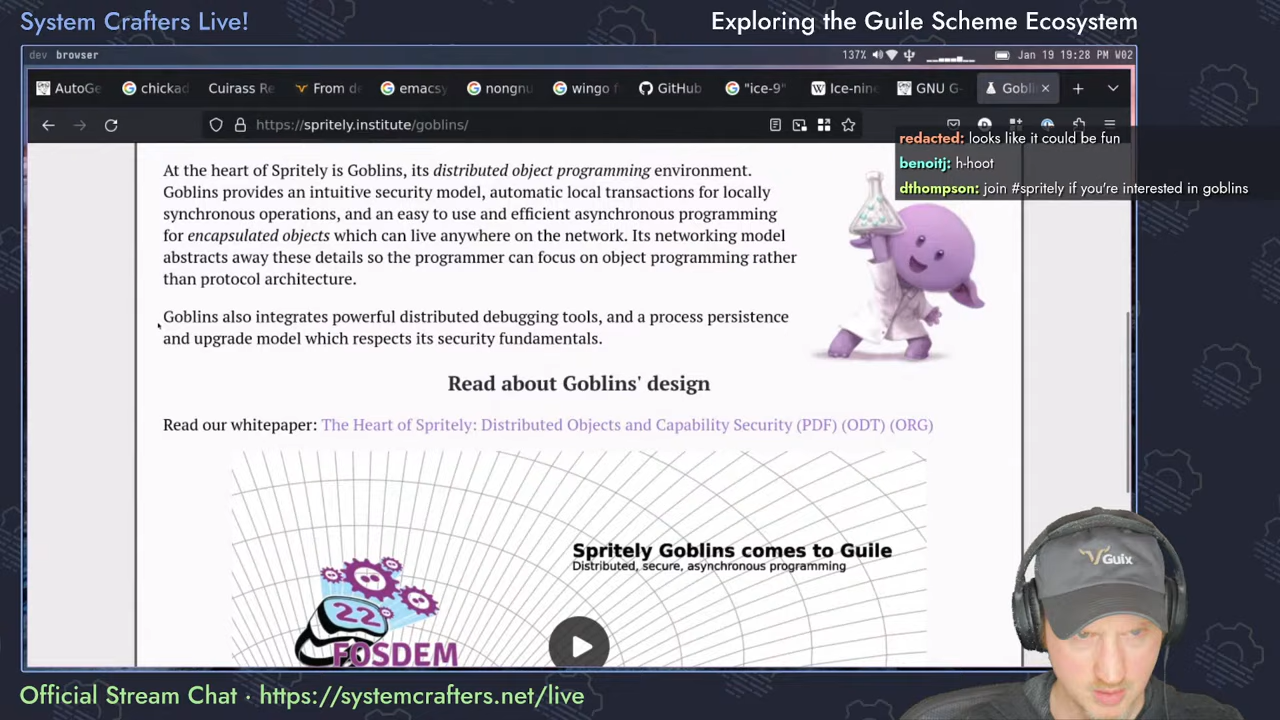 System Crafters Live!
Exploring the Guile Scheme Ecosystem
dev browser
137%
Jan 19 19:28 PM W02
AutoGe
chickad
Cuirass Re
From de
emacsy
nongnu
wingo f
GitHub
"ice-9"
Ice-nine
GNU G
Gobli
https://spritely.institute/goblins/
redacted: looks like it could be fun
benoitj: h-hoot
dthompson: join #spritely if you're interested in goblins
At the heart of Spritely is Goblins, its distributed object programming environment.
Goblins provides an intuitive security model, automatic local transactions for locally
synchronous operations, and an easy to use and efficient asynchronous programming
for encapsulated objects which can live anywhere on the network. Its networking model
abstracts away these details so the programmer can focus on object programming rather
than protocol architecture.
Goblins also integrates powerful distributed debugging tools, and a process persistence
and upgrade model which respects its security fundamentals.
Read about Goblins' design
Read our whitepaper: The Heart of Spritely: Distributed Objects and Capability Security (PDF) (ODT) (ORG)
Spritely Goblins comes to Guile
Distributed, secure, asynchronous programming
22
FOSDEM
Guix
Official Stream Chat · https://systemcrafters.net/live